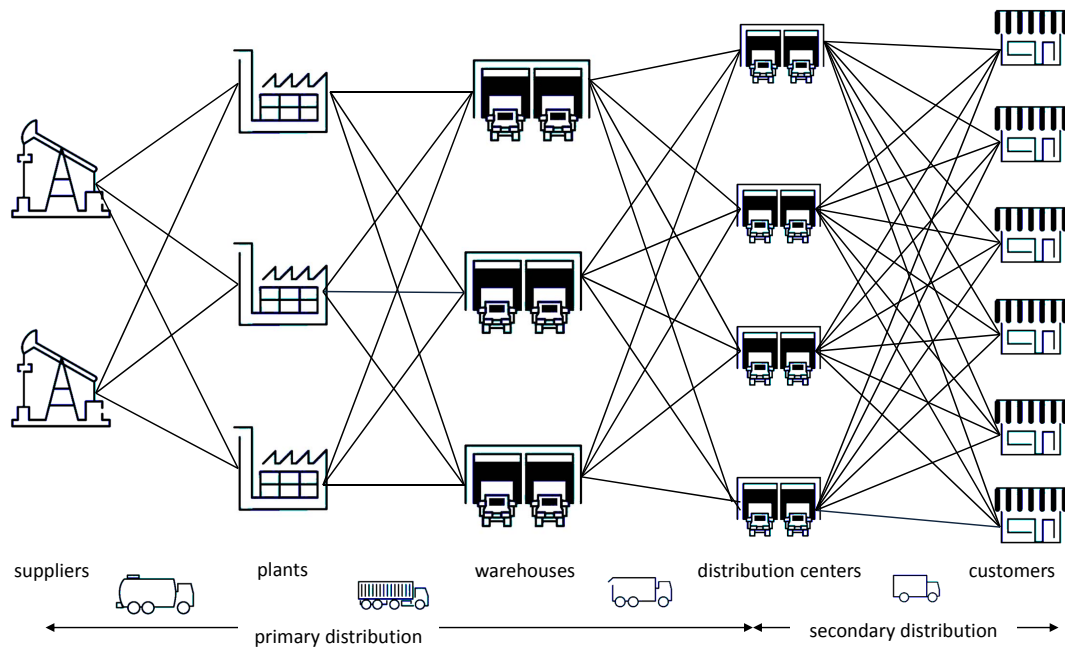 suppliers
plants
warehouses
distribution centers
customers
primary distribution
secondary distribution